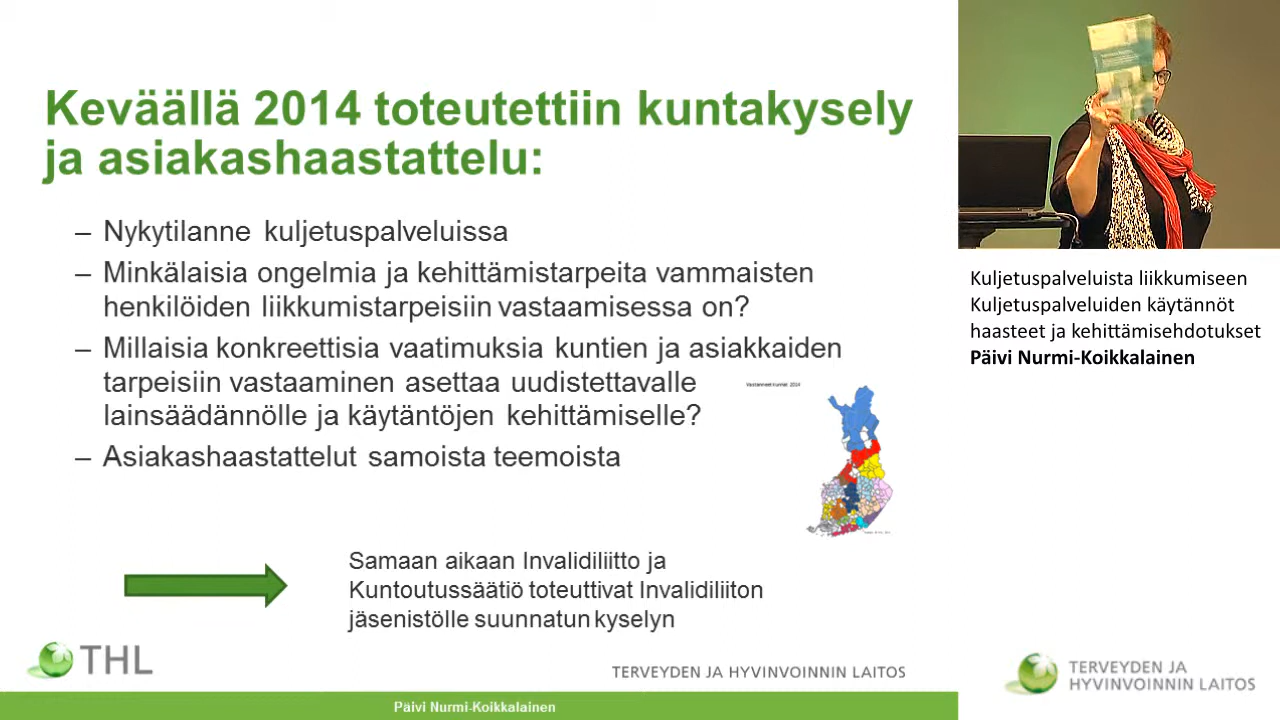 Keväällä 2014 toteutettiin kuntakysely
ja asiakashaastattelu:
– Nykytilanne kuljetuspalveluissa
– Minkälaisia ongelmia ja kehittämistarpeita vammaisten
henkilöiden liikkumistarpeisiin vastaamisessa on?
– Millaisia konkreettisia vaatimuksia kuntien ja asiakkaiden
tarpeisiin vastaaminen asettaa uudistettavalle
lainsäädännölle ja käytäntöjen kehittämiselle?
– Asiakashaastattelut samoista teemoista
Vastanneet kunnat 2014
Samaan aikaan Invalidiliitto ja
Kuntoutussäätiö toteuttivat Invalidiliiton
jäsenistölle suunnatun kyselyn
THL
TERVEYDEN JA HYVINVOINNIN LAITOS
Päivi Nurmi-Koikkalainen
Kuljetuspalveluista liikkumiseen
Kuljetuspalveluiden käytännöt
haasteet ja kehittämisehdotukset
Päivi Nurmi-Koikkalainen
TERVEYDEN JA
HYVINVOINNIN LAITOS